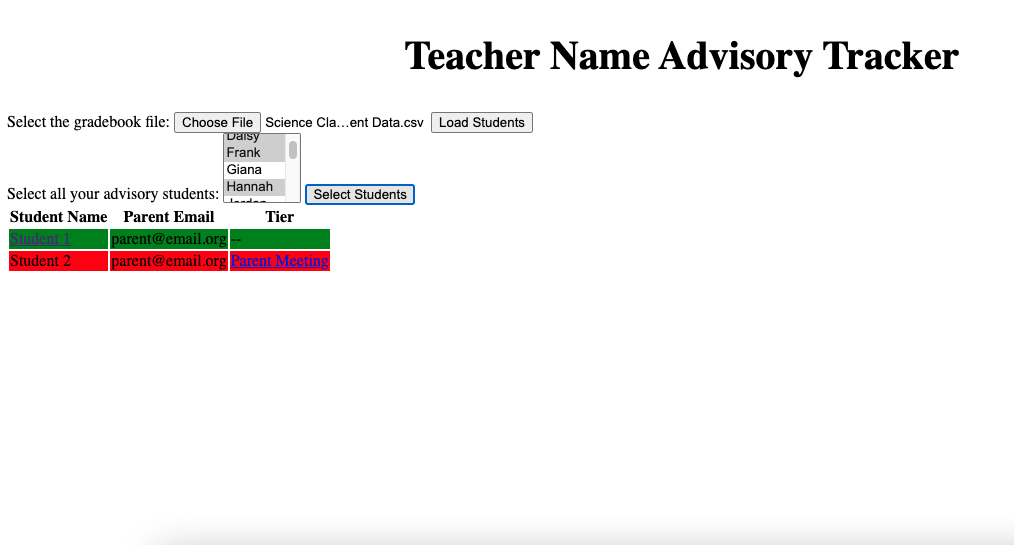 Teacher Name Advisory Tracker
Select the gradebook file: Choose File Science Cla…ent Data.csv Load Students
Daisy
Frank
Giana
Hannah
Select all your advisory students: Select Students
Student Name Parent Email Tier
Student 1 parent@email.org --
Student 2 parent@email.org Parent Meeting